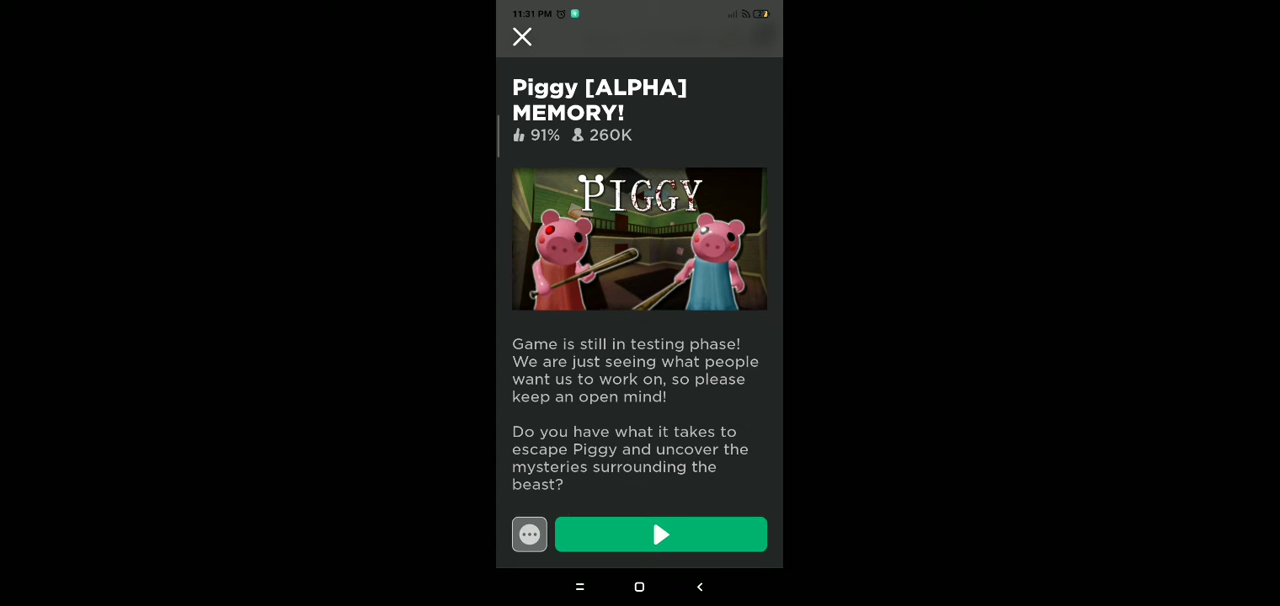 11:31 PM
Piggy [ALPHA]
MEMORY!
91% 260K
PIGGY
Game is still in testing phase!
We are just seeing what people
want us to work on, so please
keep an open mind!
Do you have what it takes to
escape Piggy and uncover the
mysteries surrounding the
beast?